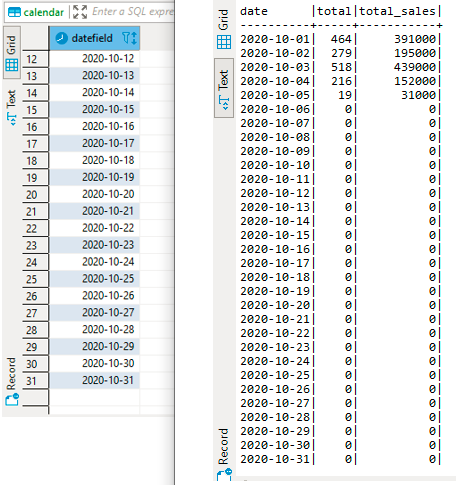 calendar
Enter a SQL expre
Grid
Text
Record
datefield
12 2020-10-12
13 2020-10-13
14 2020-10-14
15 2020-10-15
16 2020-10-16
17 2020-10-17
18 2020-10-18
19 2020-10-19
20 2020-10-20
21 2020-10-21
22 2020-10-22
23 2020-10-23
24 2020-10-24
25 2020-10-25
26 2020-10-26
27 2020-10-27
28 2020-10-28
29 2020-10-29
30 2020-10-30
31 2020-10-31
Grid
Text
Record
date |total|total_sales|
----------+-----+-----------+
2020-10-01| 464| 391000|
2020-10-02| 279| 195000|
2020-10-03| 518| 439000|
2020-10-04| 216| 152000|
2020-10-05| 19| 31000|
2020-10-06| 0| 0|
2020-10-07| 0| 0|
2020-10-08| 0| 0|
2020-10-09| 0| 0|
2020-10-10| 0| 0|
2020-10-11| 0| 0|
2020-10-12| 0| 0|
2020-10-13| 0| 0|
2020-10-14| 0| 0|
2020-10-15| 0| 0|
2020-10-16| 0| 0|
2020-10-17| 0| 0|
2020-10-18| 0| 0|
2020-10-19| 0| 0|
2020-10-20| 0| 0|
2020-10-21| 0| 0|
2020-10-22| 0| 0|
2020-10-23| 0| 0|
2020-10-24| 0| 0|
2020-10-25| 0| 0|
2020-10-26| 0| 0|
2020-10-27| 0| 0|
2020-10-28| 0| 0|
2020-10-29| 0| 0|
2020-10-30| 0| 0|
2020-10-31| 0| 0|